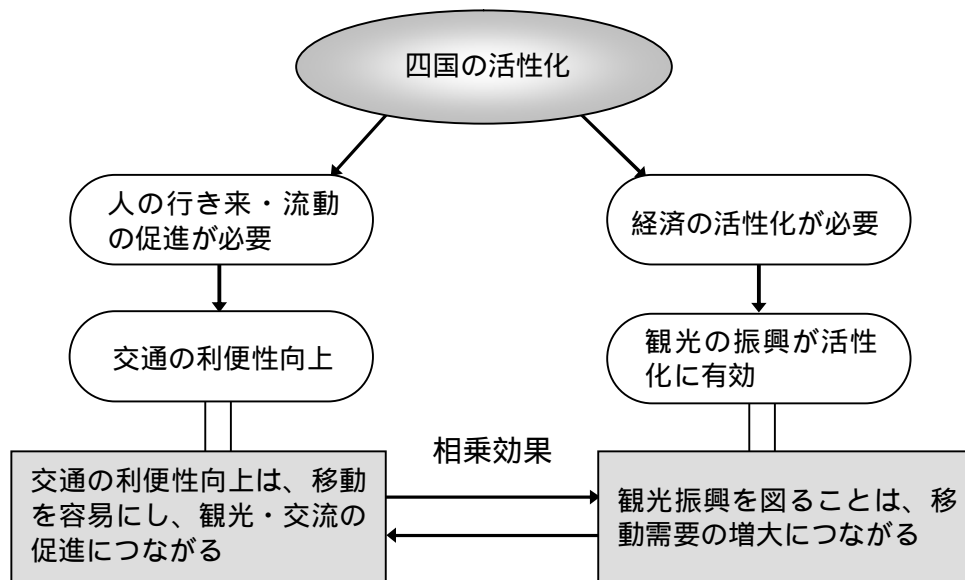 四国の活性化
人の行き来・流動
の促進が必要
経済の活性化が必要
交通の利便性向上
観光の振興が活性
化に有効
相乗効果
交通の利便性向上は、移動
を容易にし、観光・交流の
促進につながる
観光振興を図ることは、移
動需要の増大につながる